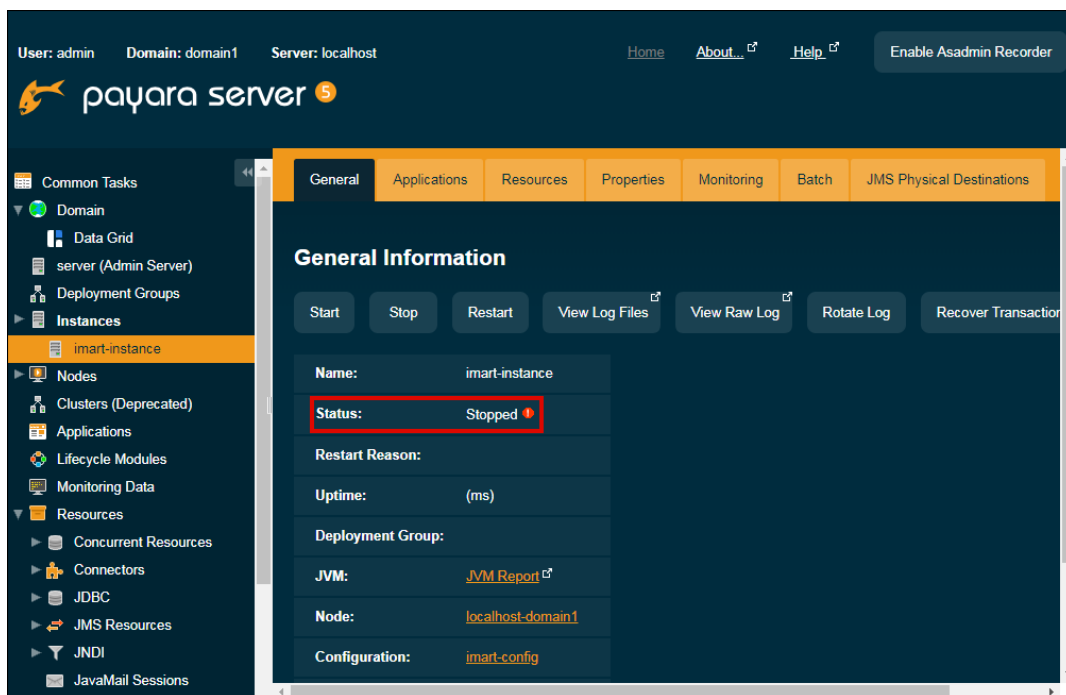 User: admin Domain: domain1 Server: localhost Home About... Help Enable Asadmin Recorder
payara server 5
Common Tasks
Domain
Data Grid
server (Admin Server)
Deployment Groups
Instances
imart-instance
Nodes
Clusters (Deprecated)
Applications
Lifecycle Modules
Monitoring Data
Resources
Concurrent Resources
Connectors
JDBC
JMS Resources
JNDI
JavaMail Sessions
General Applications Resources Properties Monitoring Batch JMS Physical Destinations
General Information
Start Stop Restart View Log Files View Raw Log Rotate Log Recover Transaction
Name: imart-instance
Status: Stopped
Restart Reason:
Uptime: (ms)
Deployment Group:
JVM: JVM Report
Node: localhost-domain1
Configuration: imart-config